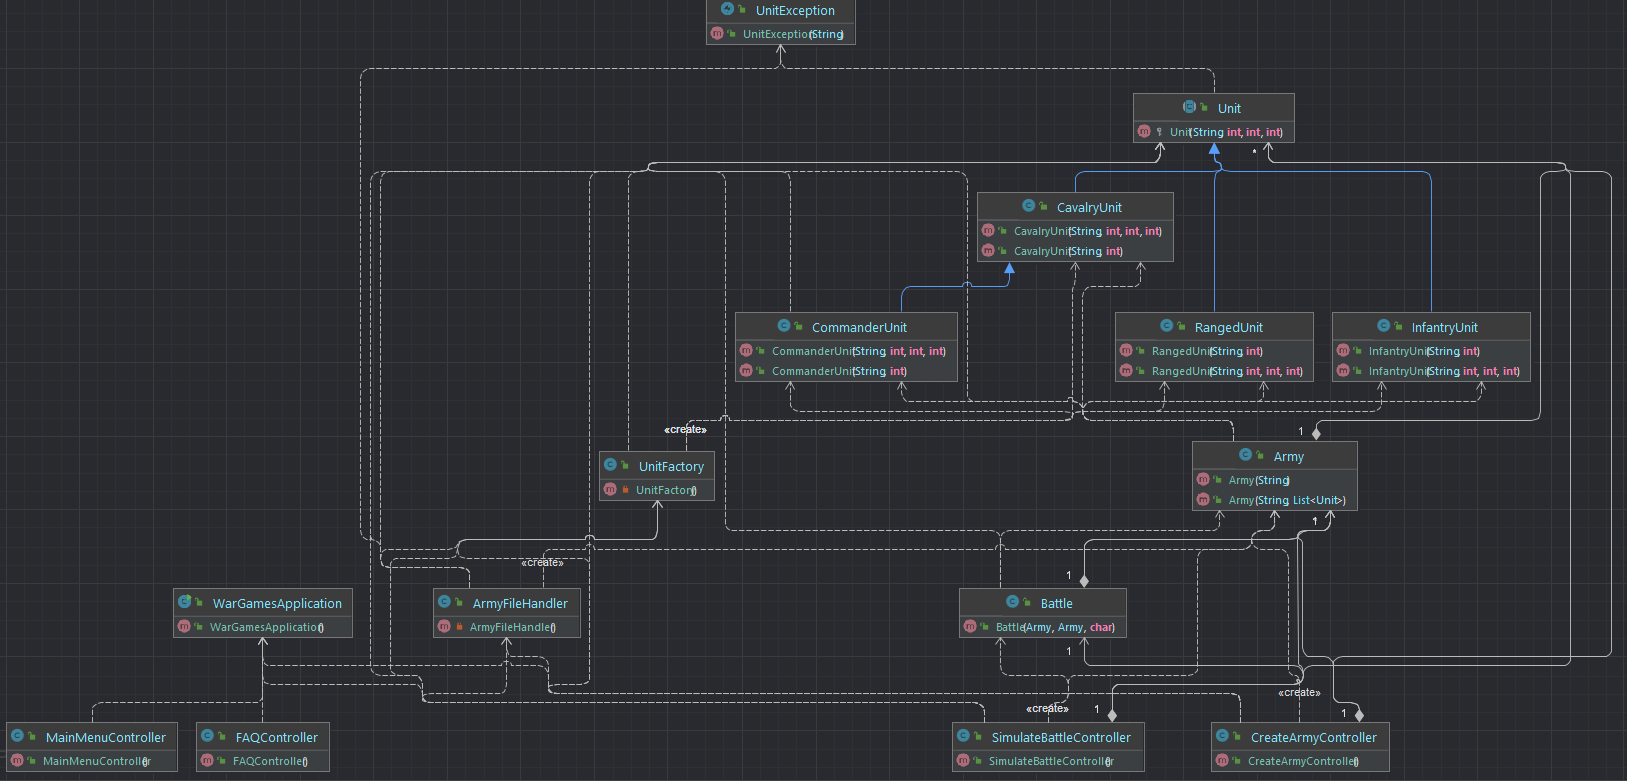 UnitException
UnitException(String)
Unit
Unit(String, int, int, int)
*
CavalryUnit
CavalryUnit(String, int, int, int)
CavalryUnit(String, int)
CommanderUnit
CommanderUnit(String, int, int, int)
CommanderUnit(String, int)
RangedUnit
RangedUnit(String, int)
RangedUnit(String, int, int, int)
InfantryUnit
InfantryUnit(String, int)
InfantryUnit(String, int, int, int)
«create»
1
UnitFactory
UnitFactory()
Army
Army(String)
Army(String, List<Unit>)
1
«create»
1
WarGamesApplication
WarGamesApplication()
ArmyFileHandler
ArmyFileHandler()
Battle
Battle(Army, Army, char)
1
«create»
«create»
1
1
MainMenuController
MainMenuController()
FAQController
FAQController()
SimulateBattleController
SimulateBattleController()
CreateArmyController
CreateArmyController()